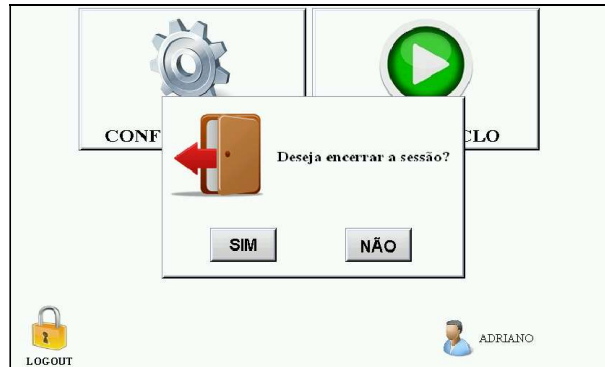 CONF
CLO
Deseja encerrar a sessão?
SIM
NÃO
ADRIANO
LOGOUT